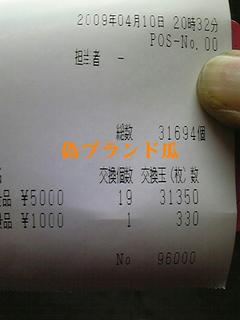 2009年04月10日 20時32分
POS-No.00
担当者 -
総数 31694個
偽ブランド瓜
交換個数 交換玉(枚)数
品 ¥5000 19 31350
品 ¥1000 1 330
No 96000